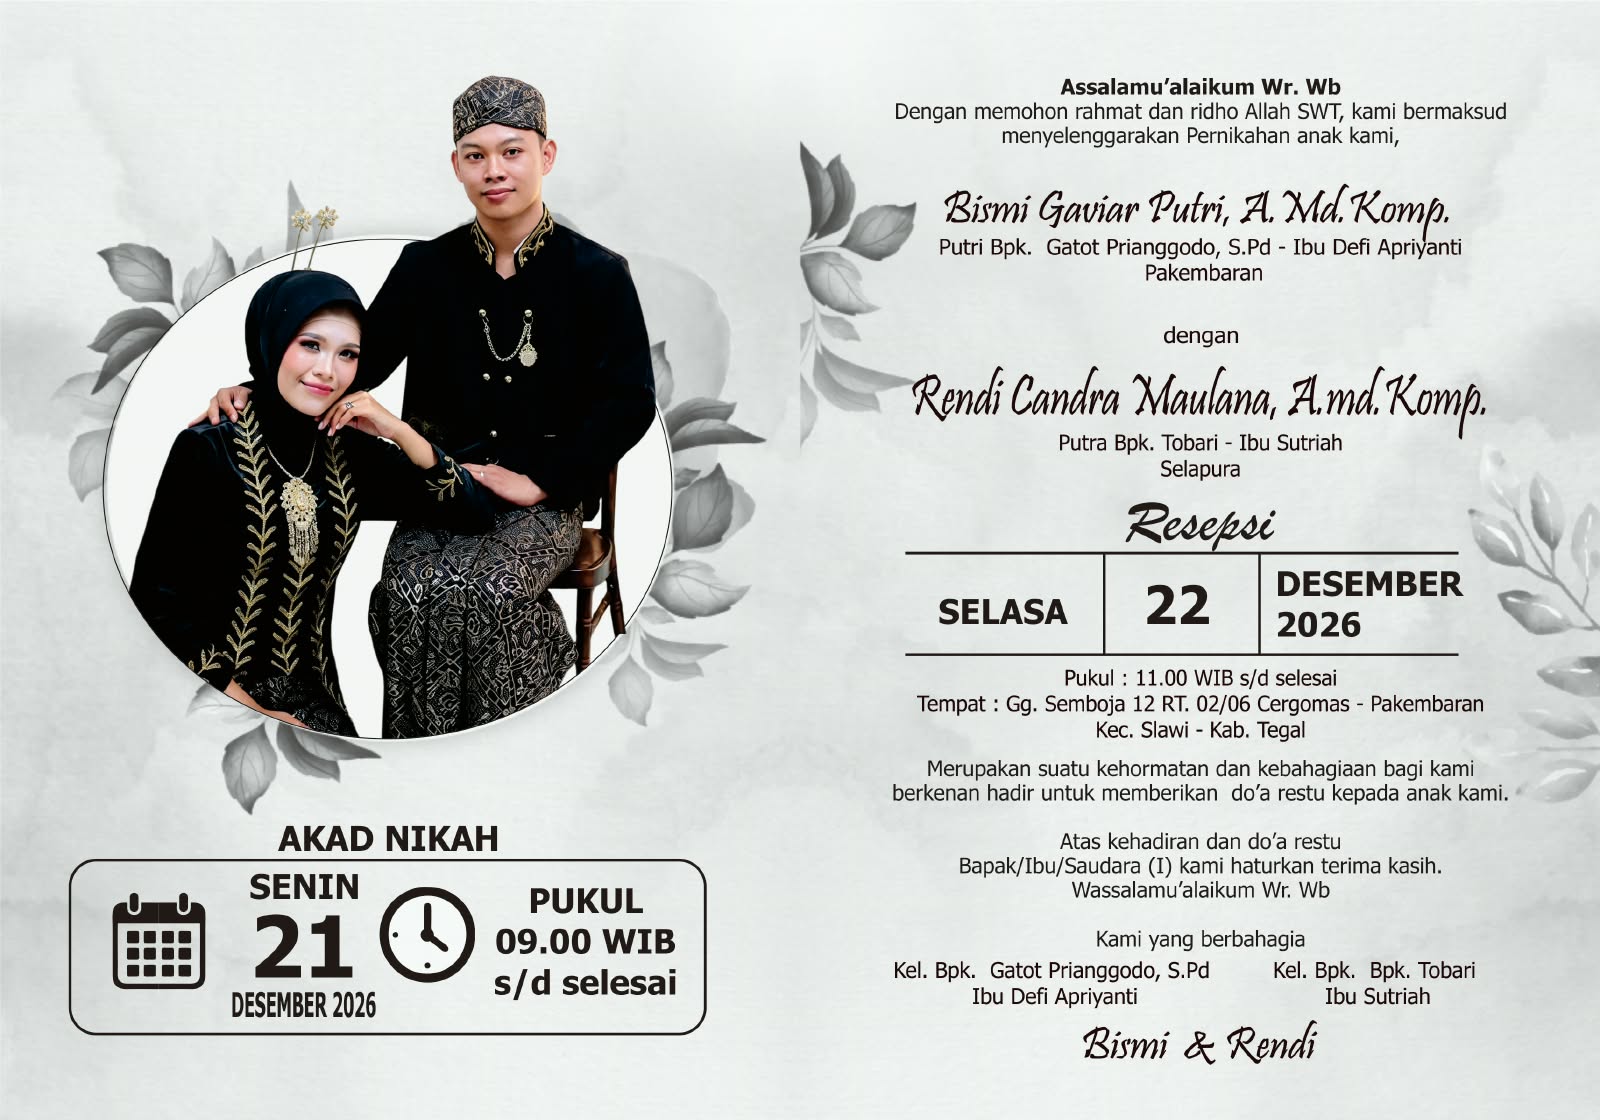 AKAD NIKAH
SENIN
21
DESEMBER 2026
PUKUL
09.00 WIB
s/d selesai
Assalamu’alaikum Wr. Wb
Dengan memohon rahmat dan ridho Allah SWT, kami bermaksud
menyelenggarakan Pernikahan anak kami,
Bismi Gaviar Putri, A. Md. Komp.
Putri Bpk.  Gatot Prianggodo, S.Pd - Ibu Defi Apriyanti
Pakembaran
dengan
Rendi Candra Maulana, A.md. Komp.
Putra Bpk. Tobari - Ibu Sutriah
Selapura
Resepsi
SELASA
22
DESEMBER
2026
Pukul : 11.00 WIB s/d selesai
Tempat : Gg. Semboja 12 RT. 02/06 Cergomas - Pakembaran
Kec. Slawi - Kab. Tegal
Merupakan suatu kehormatan dan kebahagiaan bagi kami
berkenan hadir untuk memberikan  do’a restu kepada anak kami.
Atas kehadiran dan do’a restu
Bapak/Ibu/Saudara (I) kami haturkan terima kasih.
Wassalamu’alaikum Wr. Wb
Kami yang berbahagia
Kel. Bpk.  Gatot Prianggodo, S.Pd
Ibu Defi Apriyanti
Kel. Bpk.  Bpk. Tobari
Ibu Sutriah
Bismi & Rendi